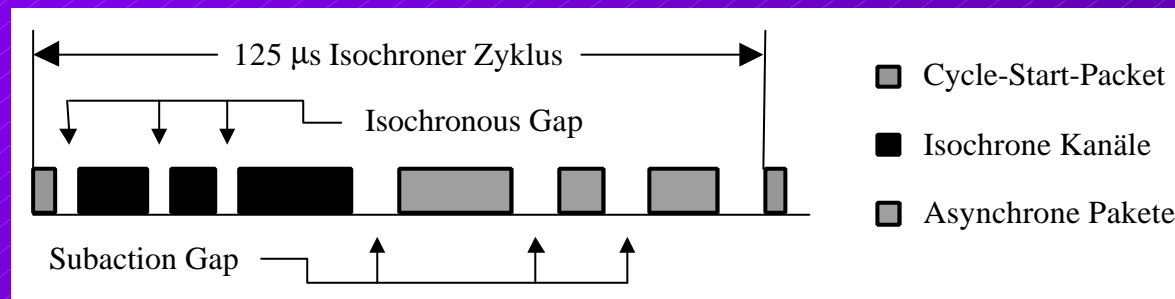 125 μs Isochroner Zyklus
Isochronous Gap
Subaction Gap
Cycle-Start-Packet
Isochrone Kanäle
Asynchrone Pakete